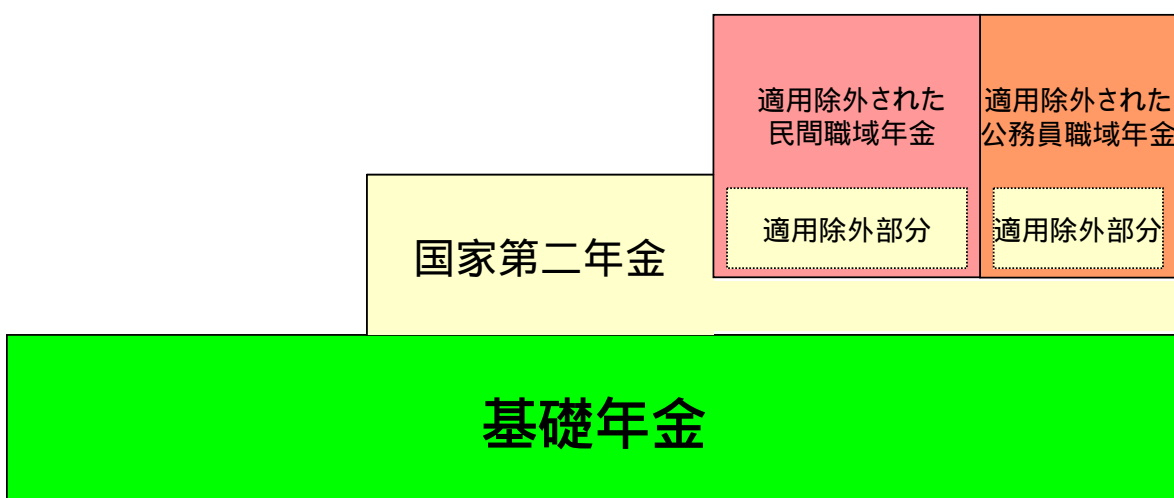 適用除外された
民間職域年金
適用除外された
公務員職域年金
適用除外部分
適用除外部分
国家第二年金
基礎年金